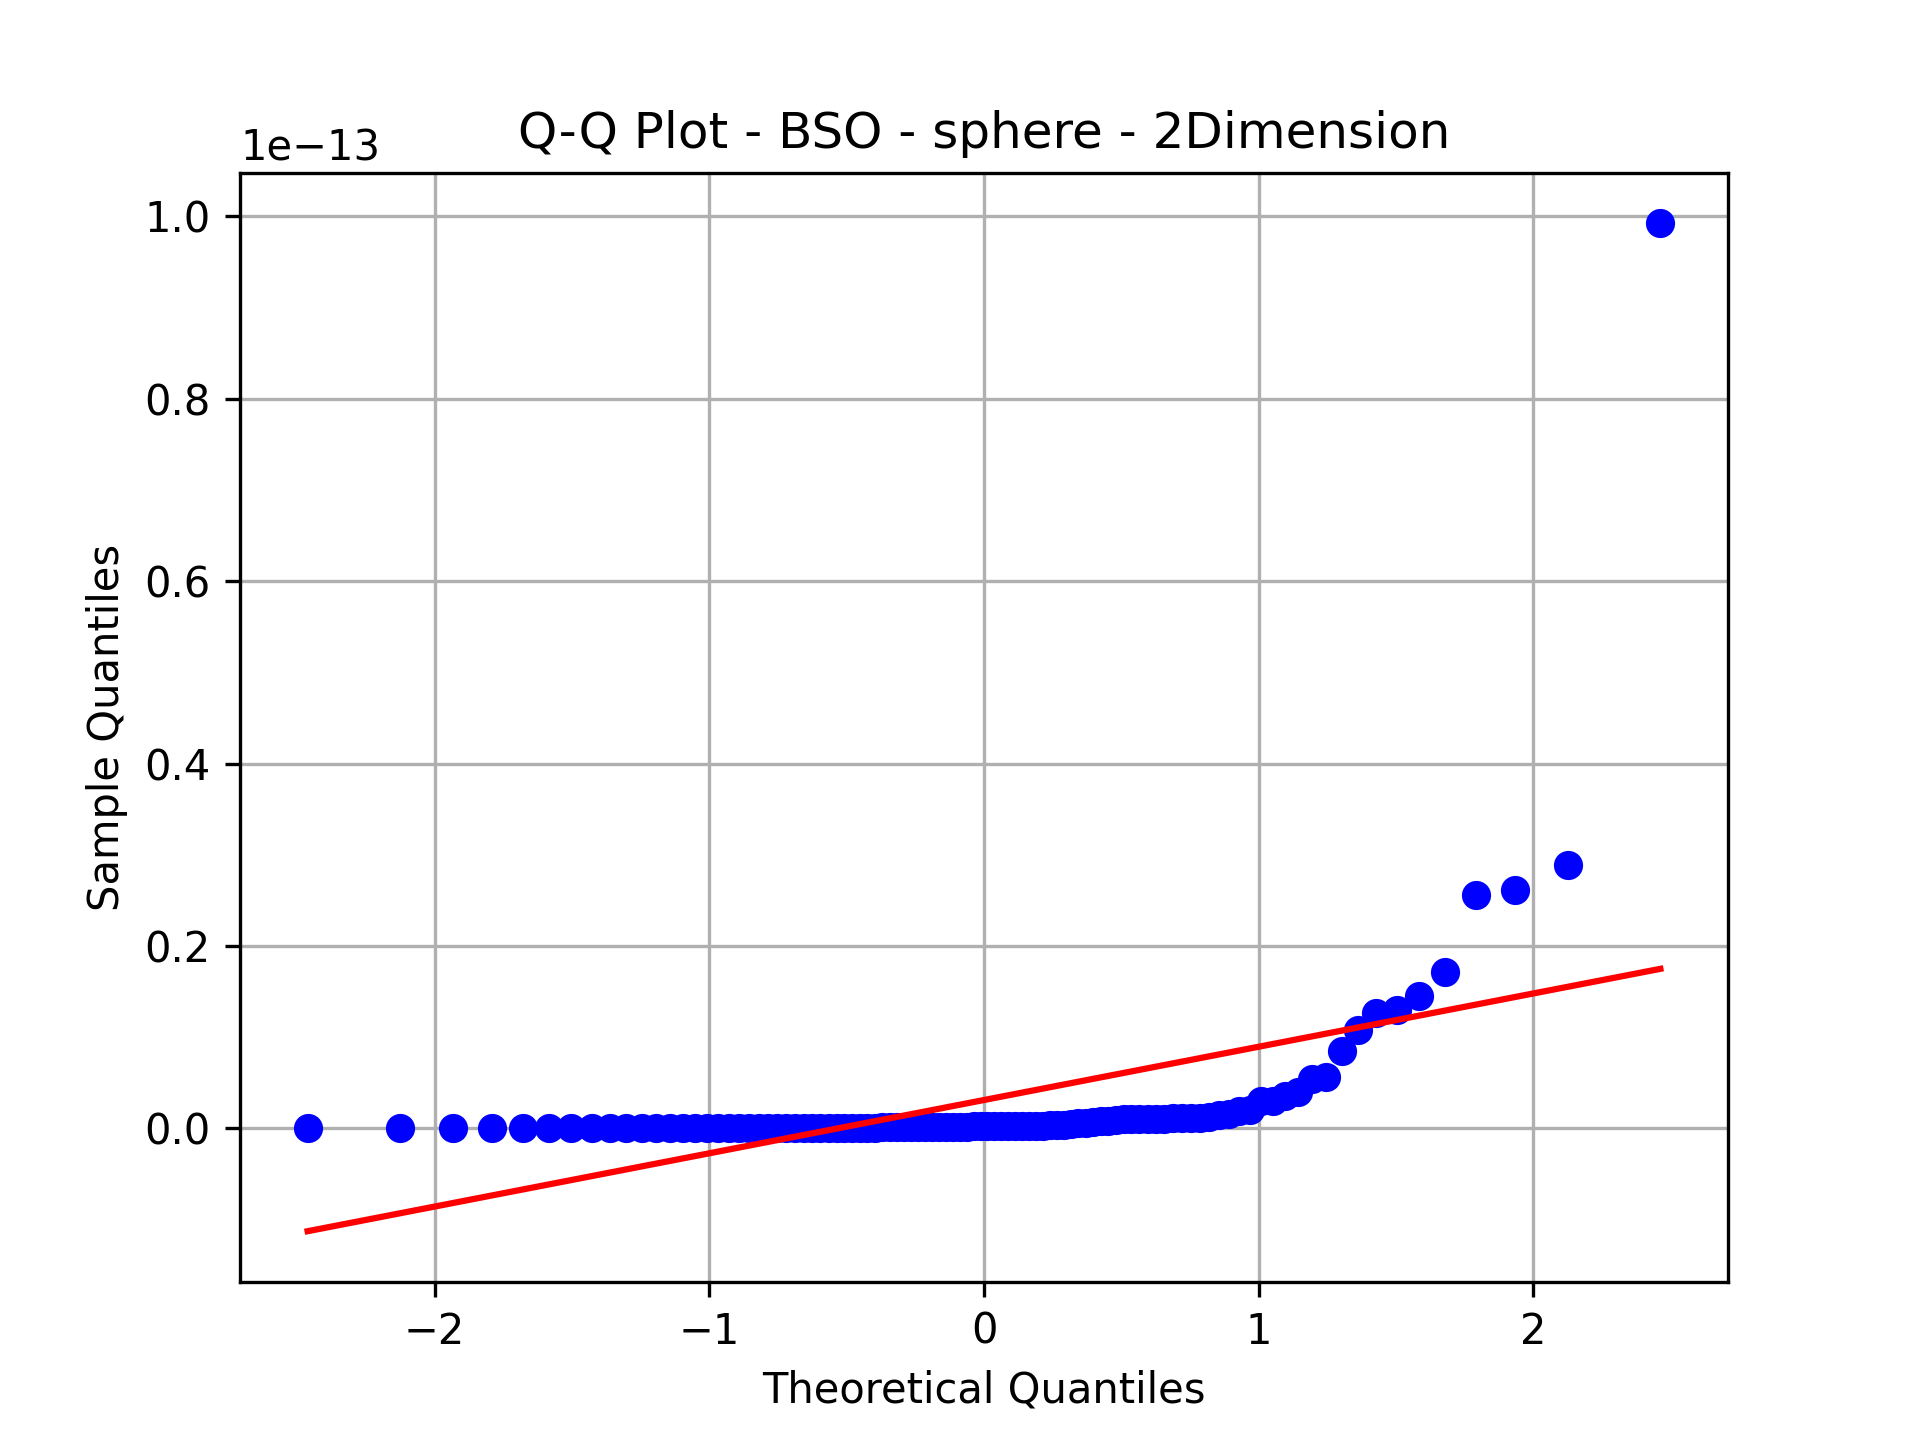 Q-Q Plot - BSO - sphere - 2Dimension
1e−13
1.0
0.8
0.6
0.4
0.2
0.0
Sample Quantiles
−2
−1
0
1
2
Theoretical Quantiles